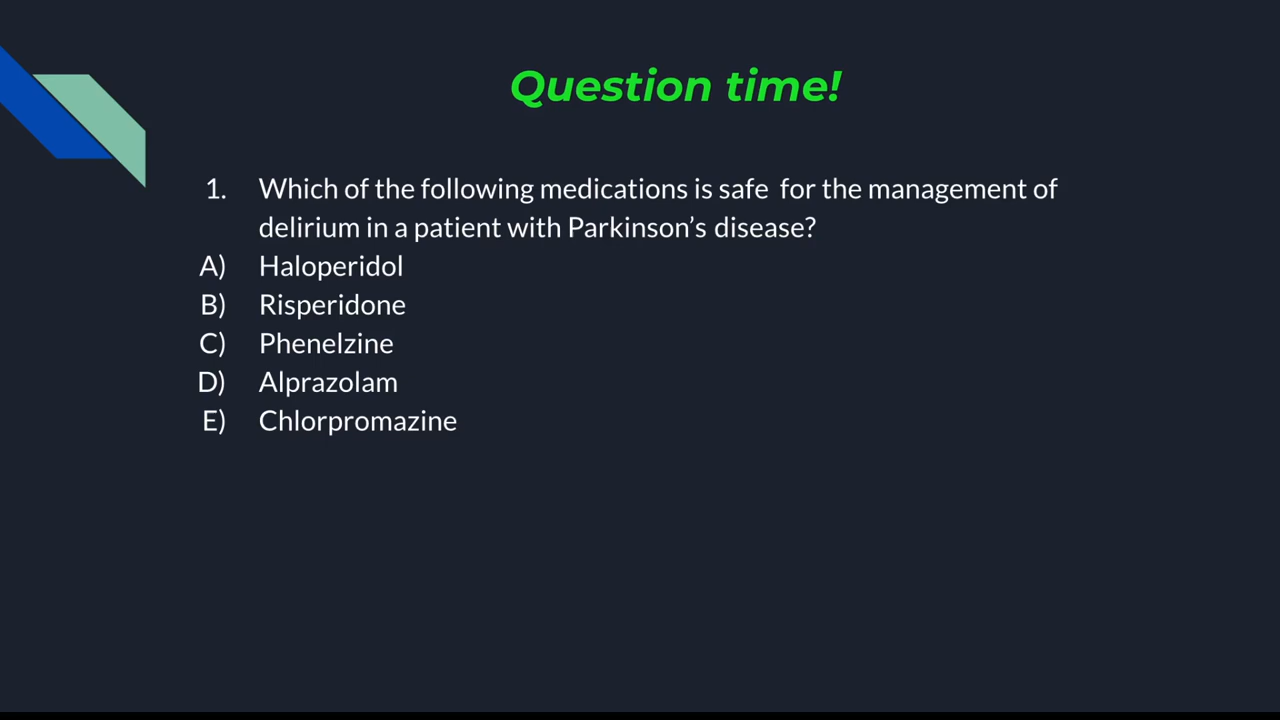 Question time!
1. Which of the following medications is safe for the management of
delirium in a patient with Parkinson’s disease?
A) Haloperidol
B) Risperidone
C) Phenelzine
D) Alprazolam
E) Chlorpromazine